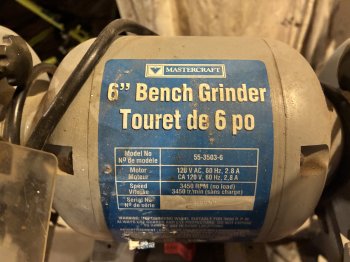 MASTERCRAFT
6" Bench Grinder
Touret de 6 po
Model No
Nº de modèle
55-3503-6
Motor
Moteur
120 V AC, 60 Hz, 2.8 A
CA 120 V, 60 Hz, 2,8 A
Speed
Vitesse
3450 RPM (no load)
3450 tr/min (sans charge)
Serial No
Nº de série